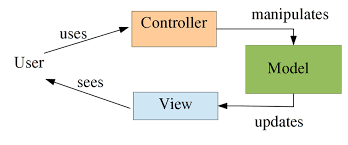 manipulates
Controller
uses
User
Model
sees
View
updates